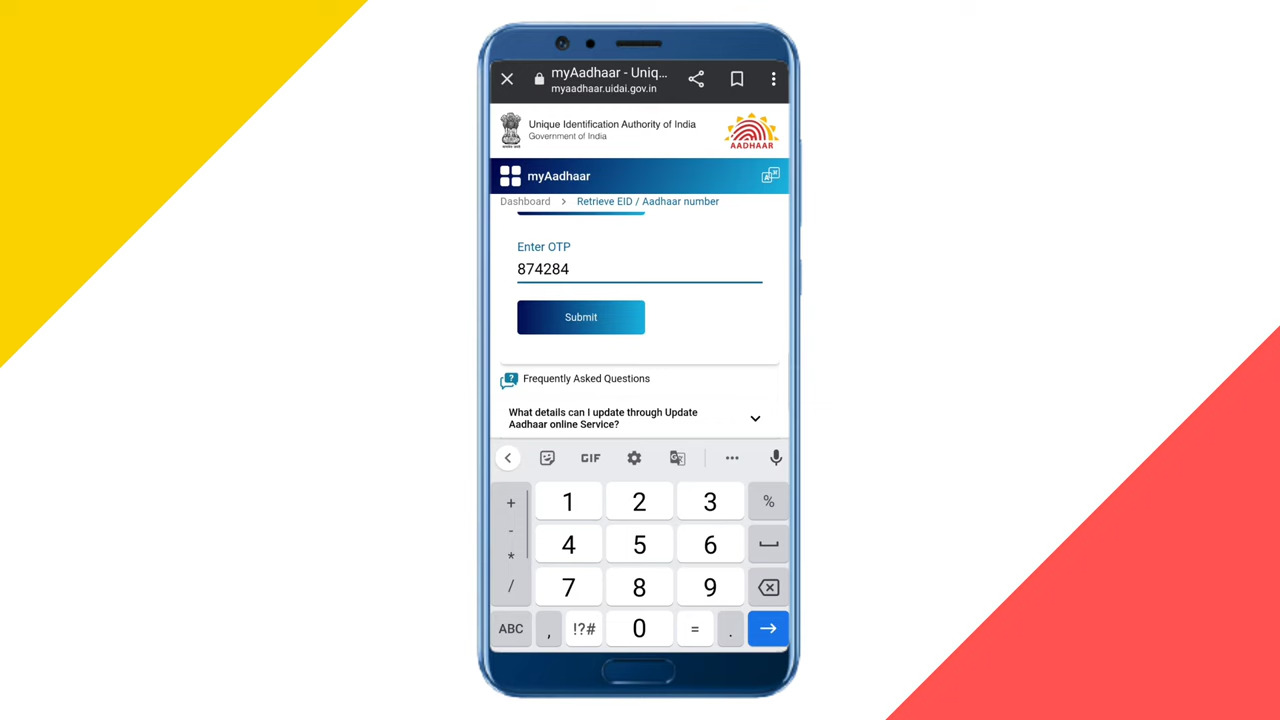 myAadhaar - Uniq...
myaadhaar.uidai.gov.in
Unique Identification Authority of India
Government of India
AADHAAR
myAadhaar
Dashboard > Retrieve EID / Aadhaar number
Enter OTP
874284
Submit
Frequently Asked Questions
What details can I update through Update
Aadhaar online Service?
GIF
+ 1 2 3 %
- 4 5 6
*
/ 7 8 9
ABC , !?# 0 = .